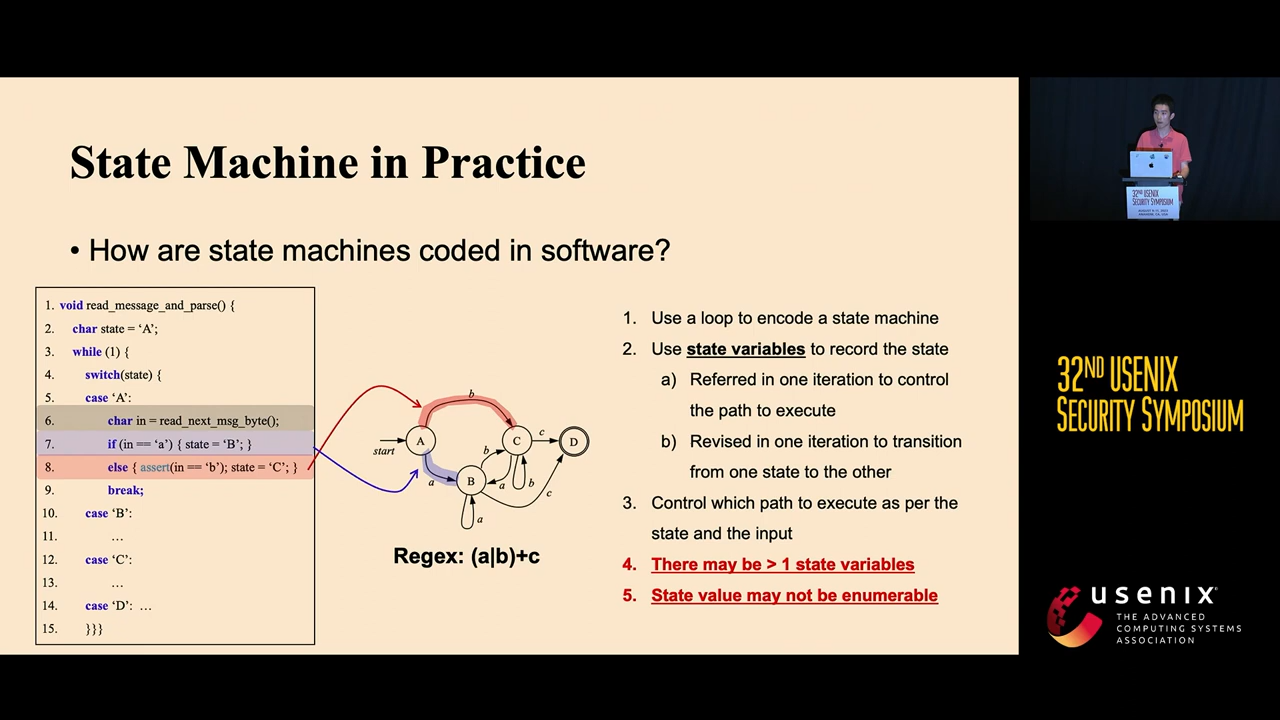 State Machine in Practice
• How are state machines coded in software?
1. void read_message_and_parse() {
2. char state = ‘A’;
3. while (1) {
4. switch(state) {
5. case ‘A’:
6. char in = read_next_msg_byte();
7. if (in == ‘a’) { state = ‘B’; }
8. else { assert(in == ‘b’); state = ‘C’; }
9. break;
10. case ‘B’:
11. …
12. case ‘C’:
13. …
14. case ‘D’: …
15. }}}
b
A
C
c
D
start
b
a
B
a
b
c
a
Regex: (a|b)+c
1. Use a loop to encode a state machine
2. Use state variables to record the state
a) Referred in one iteration to control
the path to execute
b) Revised in one iteration to transition
from one state to the other
3. Control which path to execute as per the
state and the input
4. There may be > 1 state variables
5. State value may not be enumerable
32ND USENIX
SECURITY SYMPOSIUM
32ND USENIX
SECURITY SYMPOSIUM
usenix
THE ADVANCED
COMPUTING SYSTEMS
ASSOCIATION